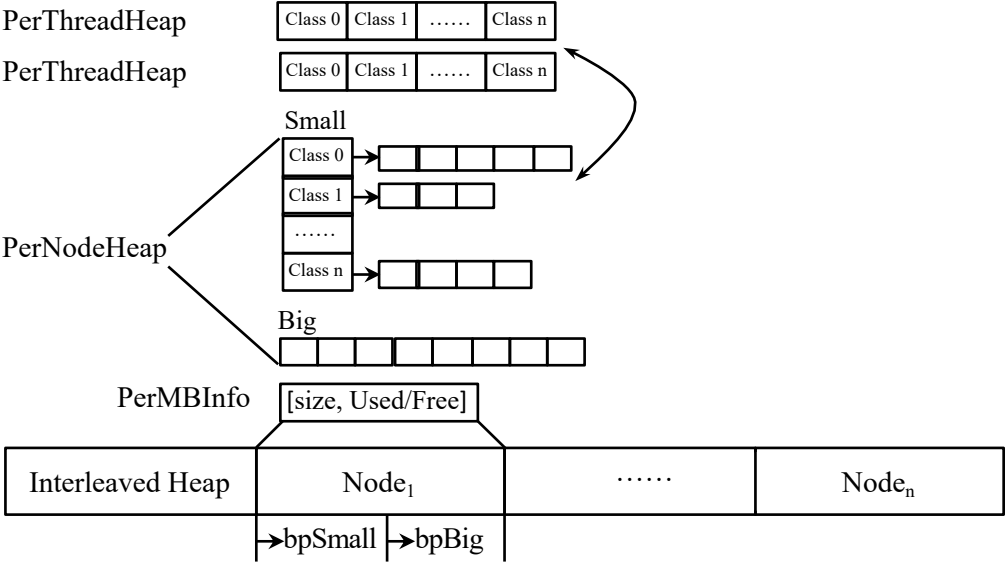 PerThreadHeap Class 0 Class 1 …… Class n
PerThreadHeap Class 0 Class 1 …… Class n
Small
Class 0
Class 1
……
PerNodeHeap
Class n
Big
PerMBInfo [size, Used/Free]
Interleaved Heap Node₁ …… Nodeₙ
bpSmall bpBig